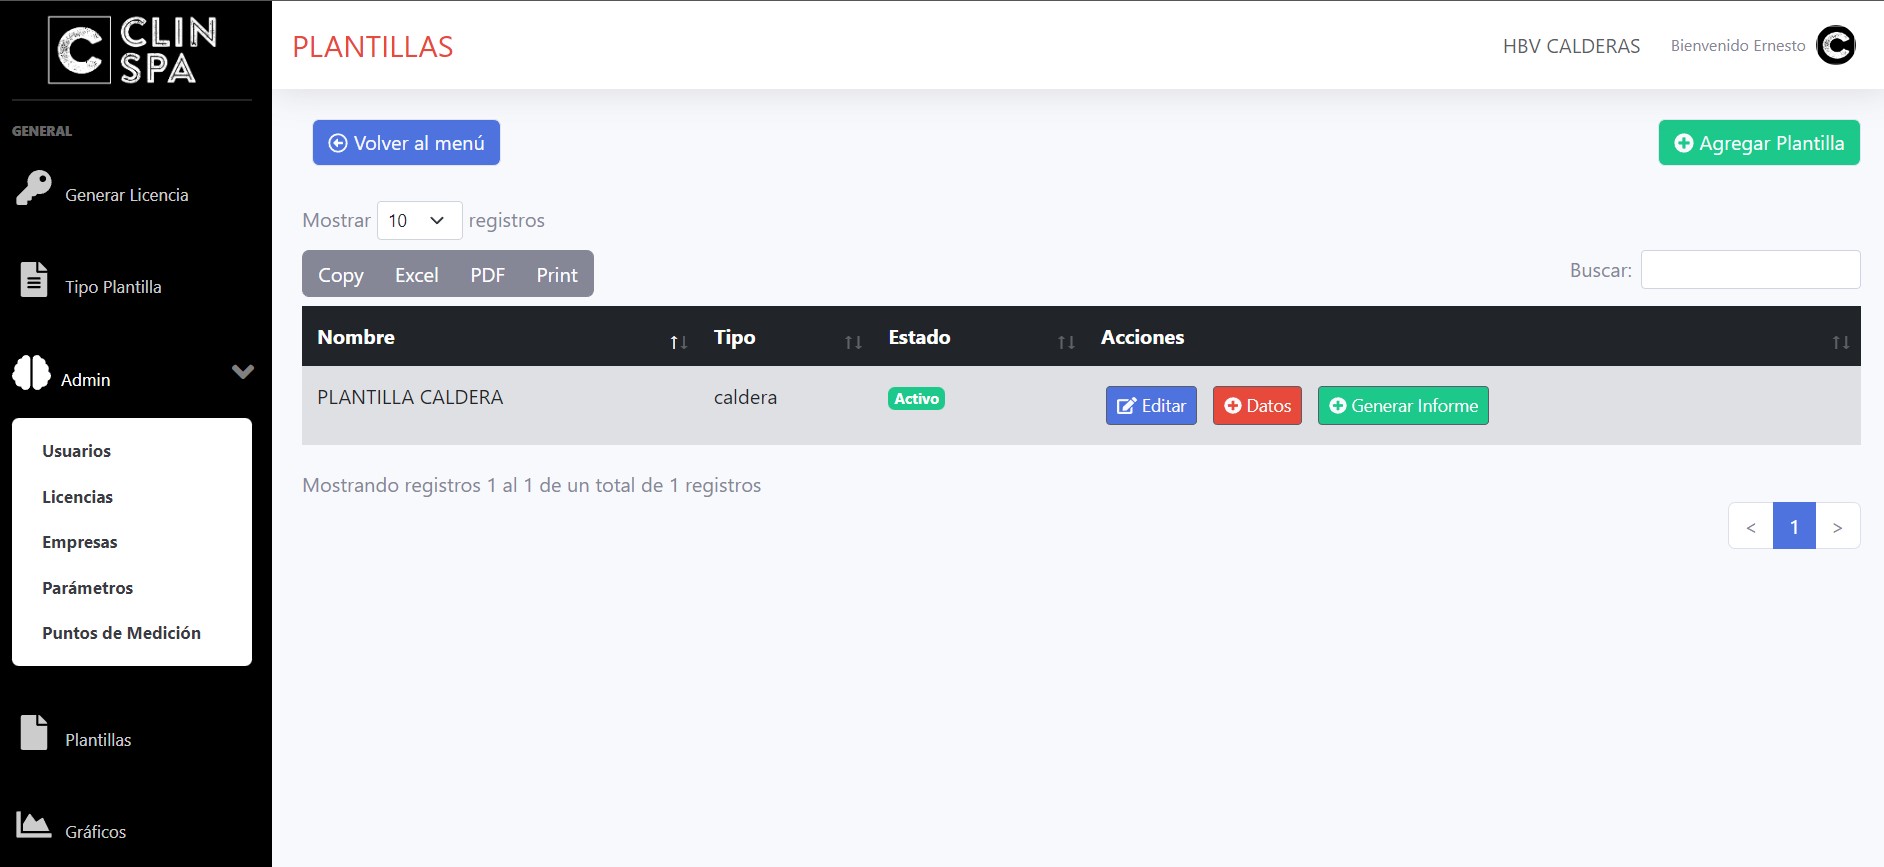 C CLIN
SPA
GENERAL
Generar Licencia
Tipo Plantilla
Admin
Usuarios
Licencias
Empresas
Parámetros
Puntos de Medición
Plantillas
Gráficos
PLANTILLAS
HBV CALDERAS Bienvenido Ernesto C
Volver al menú
Agregar Plantilla
Mostrar 10 registros
Copy Excel PDF Print
Buscar:
Nombre Tipo Estado Acciones
PLANTILLA CALDERA caldera Activo Editar Datos Generar Informe
Mostrando registros 1 al 1 de un total de 1 registros
< 1 >